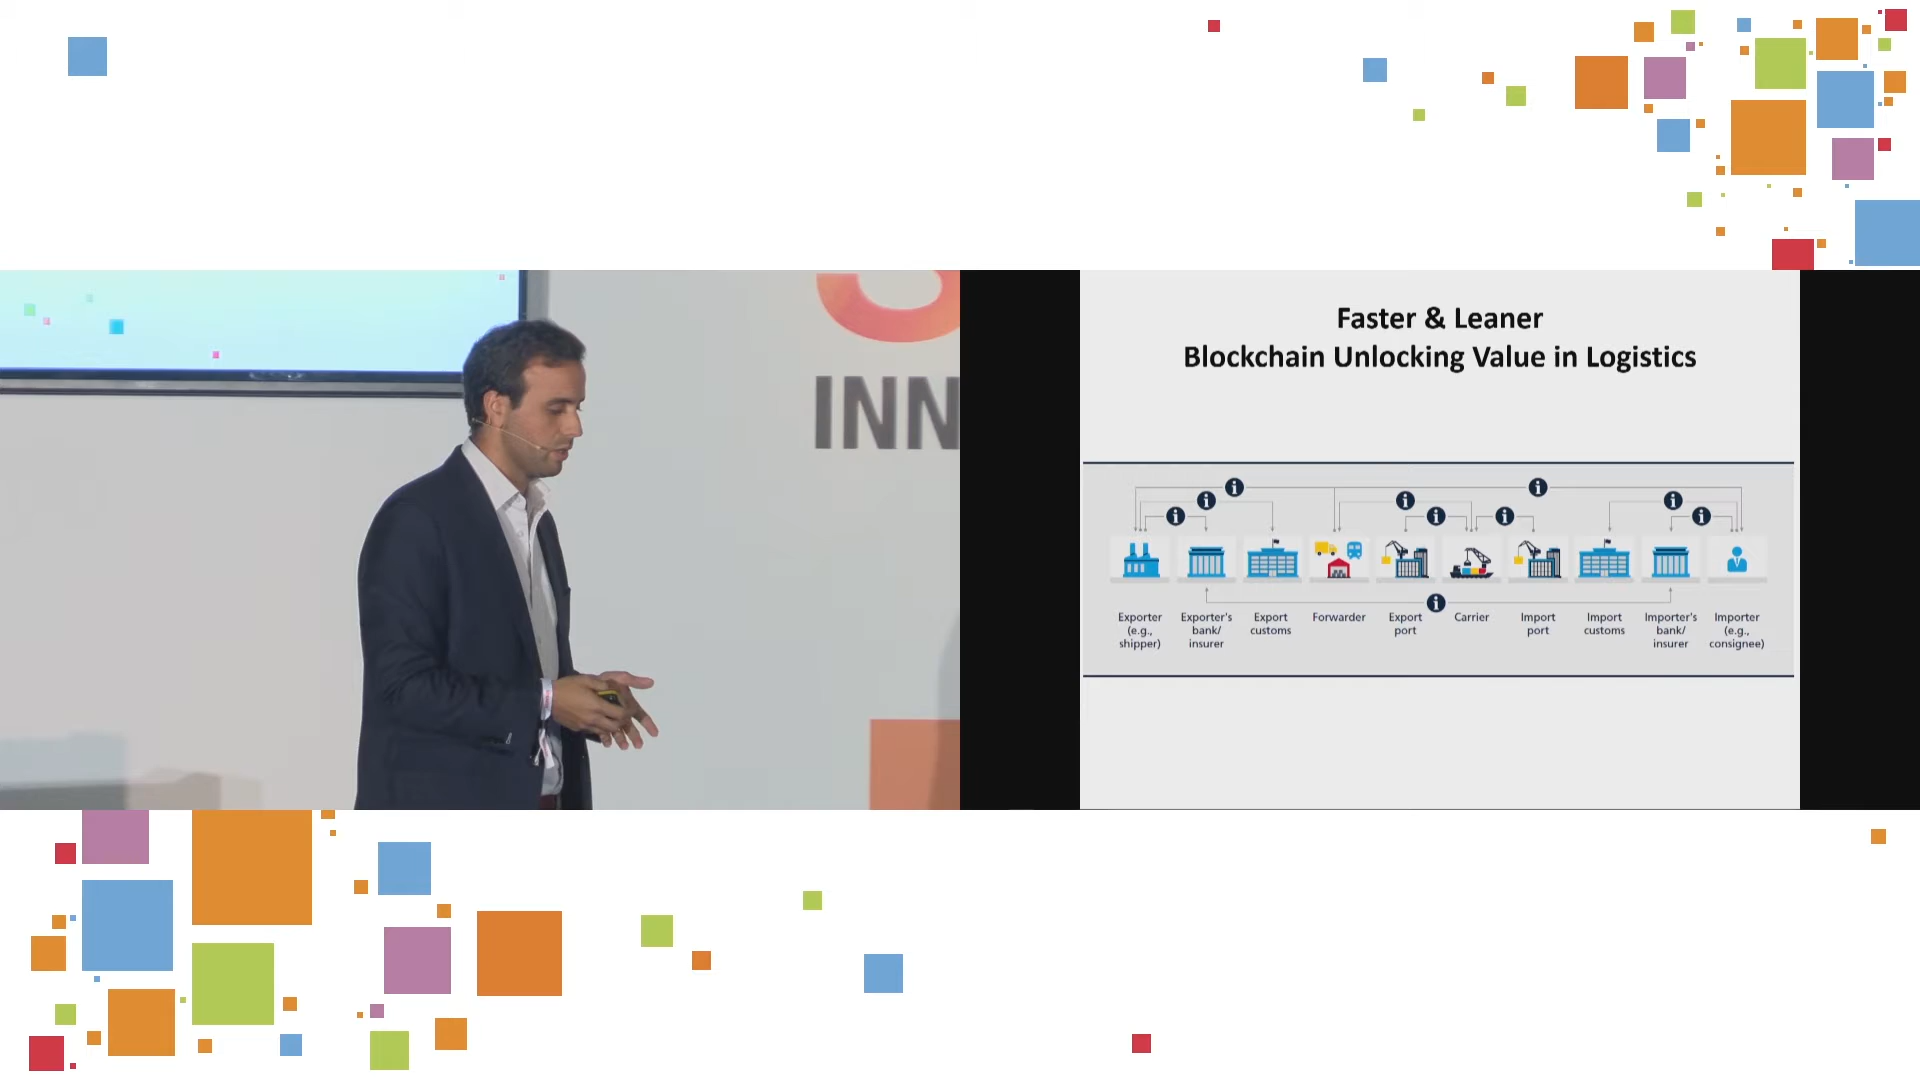 INN
Faster & Leaner
Blockchain Unlocking Value in Logistics
Exporter
(e.g.,
shipper)
Exporter's
bank/
insurer
Export
customs
Forwarder
Export
port
Carrier
Import
port
Import
customs
Importer's
bank/
insurer
Importer
(e.g.,
consignee)